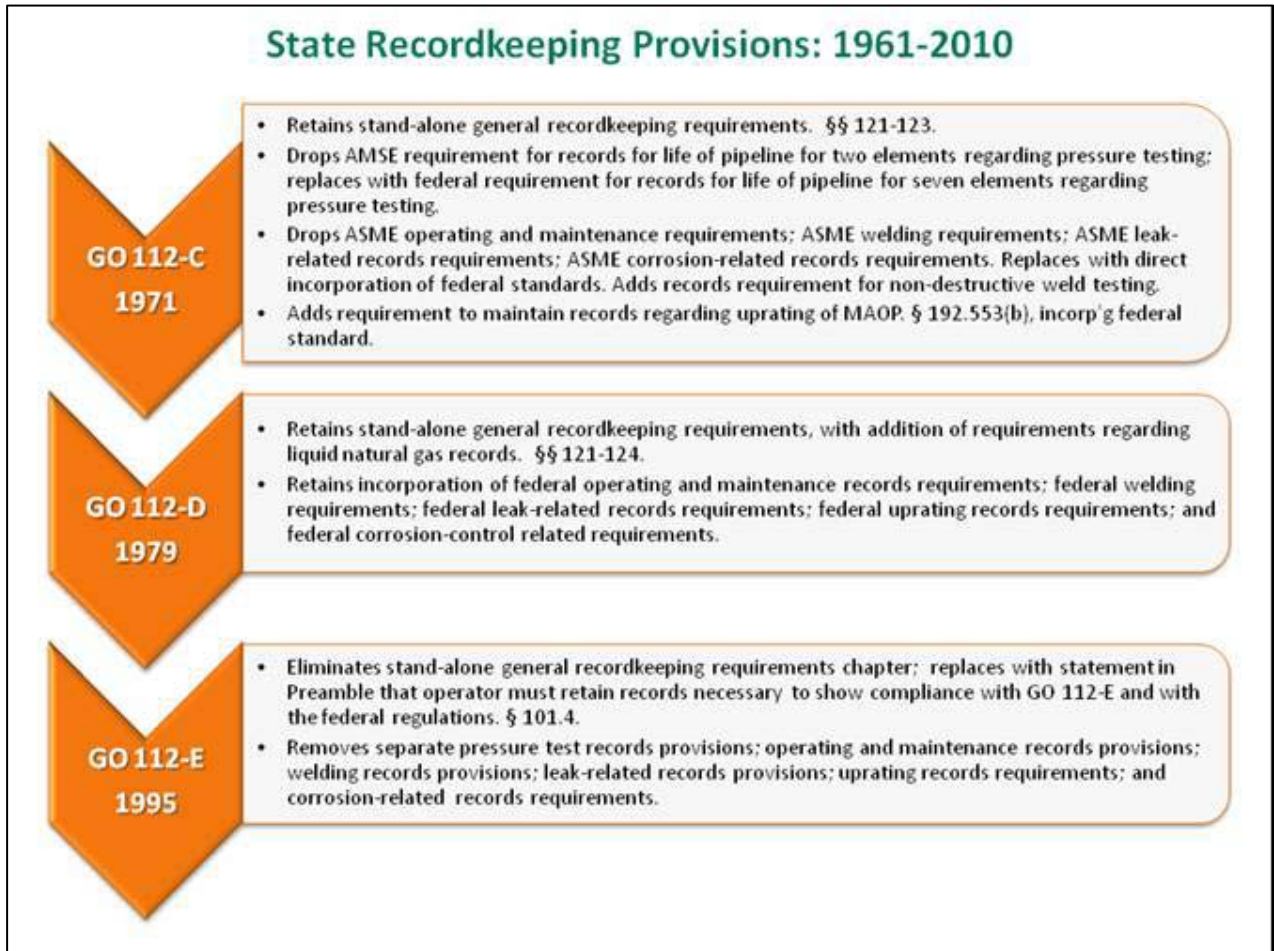 State Recordkeeping Provisions: 1961-2010
GO 112-C
1971
• Retains stand-alone general recordkeeping requirements.  §§ 121-123.
• Drops AMSE requirement for records for life of pipeline for two elements regarding pressure testing;
replaces with federal requirement for records for life of pipeline for seven elements regarding
pressure testing.
• Drops ASME operating and maintenance requirements; ASME welding requirements; ASME leak-
related records requirements; ASME corrosion-related records requirements. Replaces with direct
incorporation of federal standards. Adds records requirement for non-destructive weld testing.
• Adds requirement to maintain records regarding uprating of MAOP. § 192.553(b), incorp'g federal
standard.
GO 112-D
1979
• Retains stand-alone general recordkeeping requirements, with addition of requirements regarding
liquid natural gas records.  §§ 121-124.
• Retains incorporation of federal operating and maintenance records requirements; federal welding
requirements; federal leak-related records requirements; federal uprating records requirements; and
federal corrosion-control related requirements.
GO 112-E
1995
• Eliminates stand-alone general recordkeeping requirements chapter;  replaces with statement in
Preamble that operator must retain records necessary to show compliance with GO 112-E and with
the federal regulations. § 101.4.
• Removes separate pressure test records provisions; operating and maintenance records provisions;
welding records provisions; leak-related records provisions; uprating records requirements; and
corrosion-related records requirements.